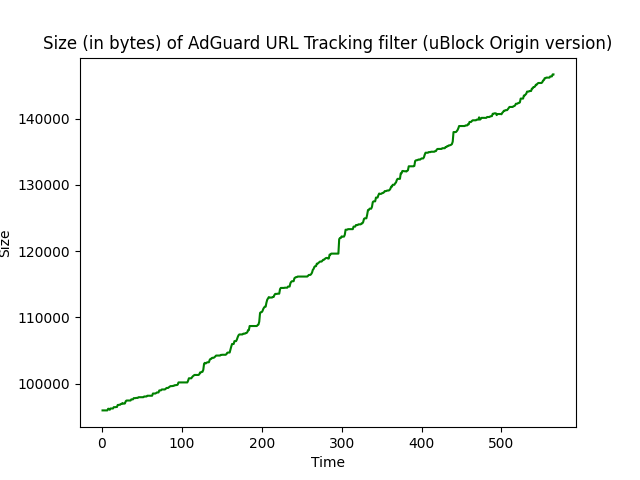 Size (in bytes) of AdGuard URL Tracking filter (uBlock Origin version)
140000
130000
120000
110000
100000
Size
0 100 200 300 400 500
Time